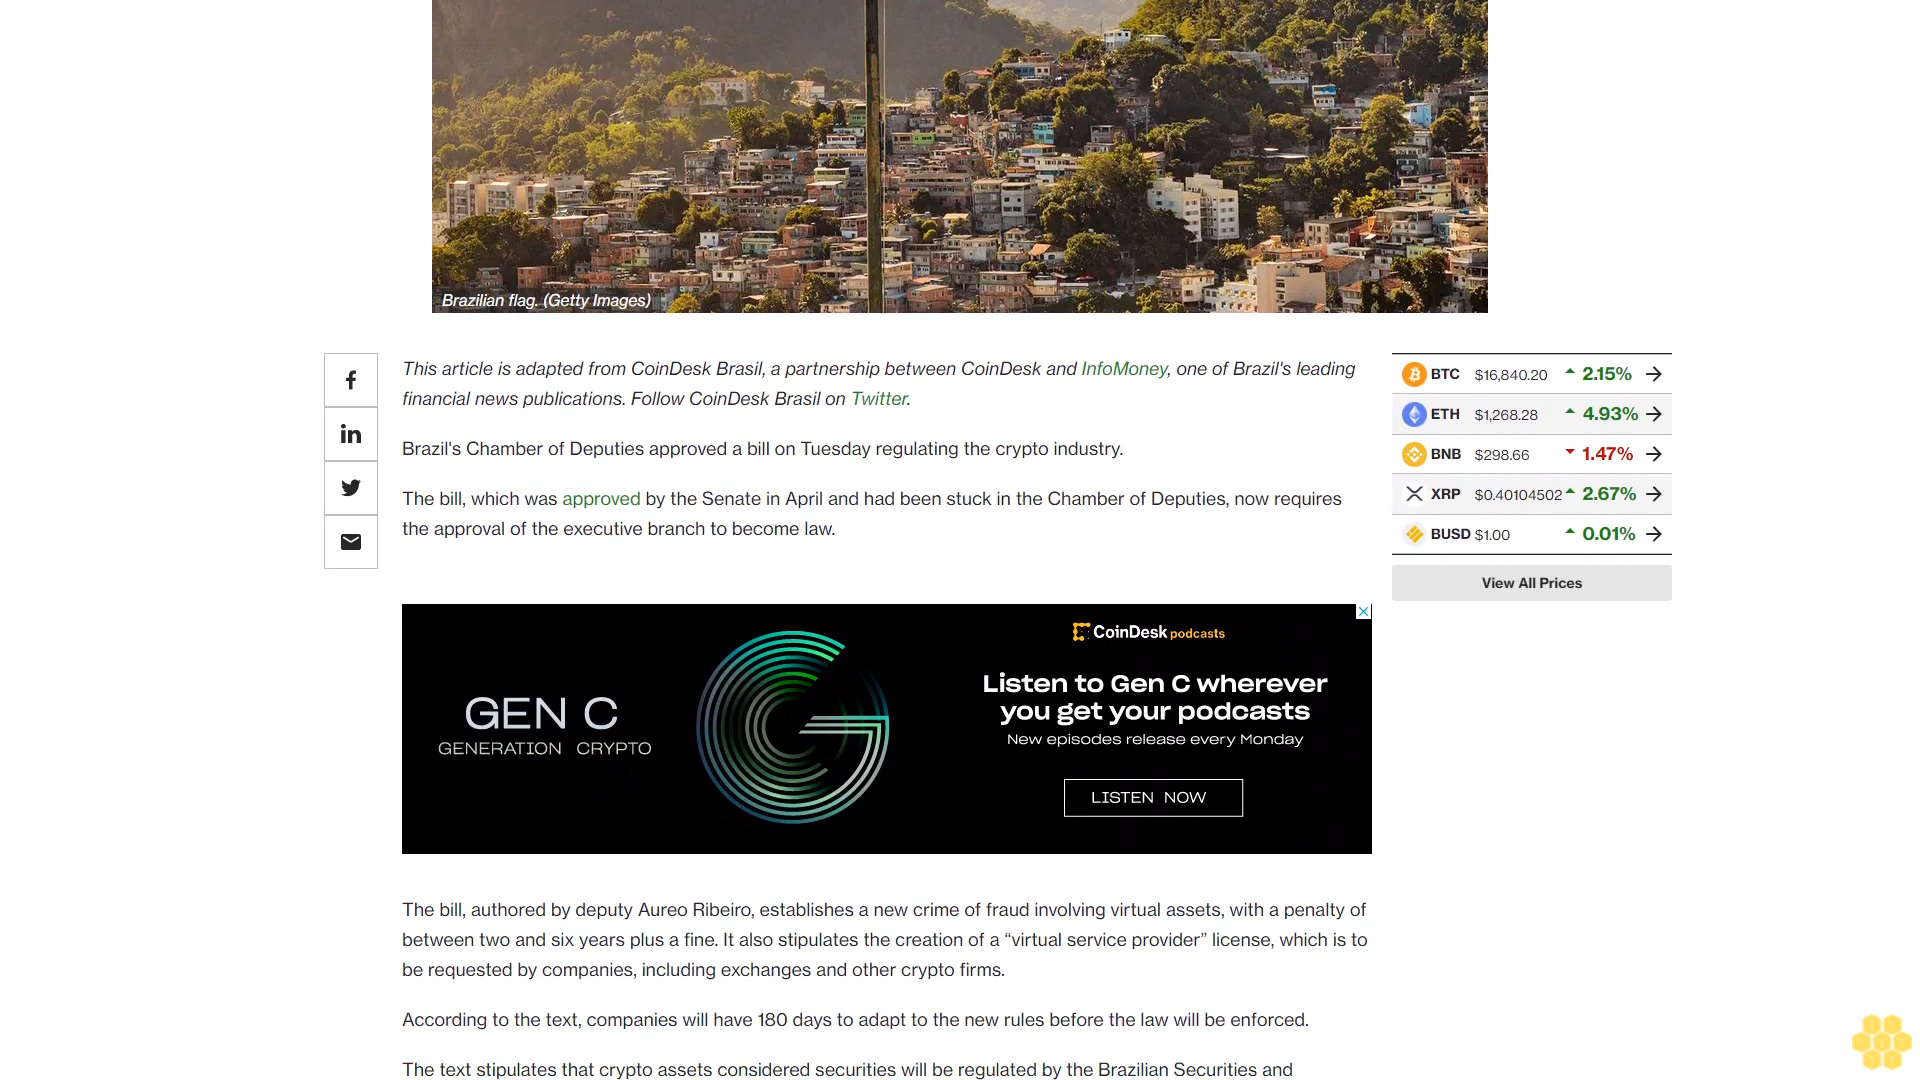 Brazilian flag. (Getty Images)
This article is adapted from CoinDesk Brasil, a partnership between CoinDesk and InfoMoney, one of Brazil's leading
financial news publications. Follow CoinDesk Brasil on Twitter.
Brazil's Chamber of Deputies approved a bill on Tuesday regulating the crypto industry.
The bill, which was approved by the Senate in April and had been stuck in the Chamber of Deputies, now requires
the approval of the executive branch to become law.
BTC $16,840.20 2.15%
ETH $1,268.28 4.93%
BNB $298.66 1.47%
XRP $0.40104502 2.67%
BUSD $1.00 0.01%
View All Prices
GEN C
GENERATION CRYPTO
CoinDesk podcasts
Listen to Gen C wherever
you get your podcasts
New episodes release every Monday
LISTEN NOW
The bill, authored by deputy Aureo Ribeiro, establishes a new crime of fraud involving virtual assets, with a penalty of
between two and six years plus a fine. It also stipulates the creation of a “virtual service provider” license, which is to
be requested by companies, including exchanges and other crypto firms.
According to the text, companies will have 180 days to adapt to the new rules before the law will be enforced.
The text stipulates that crypto assets considered securities will be regulated by the Brazilian Securities and